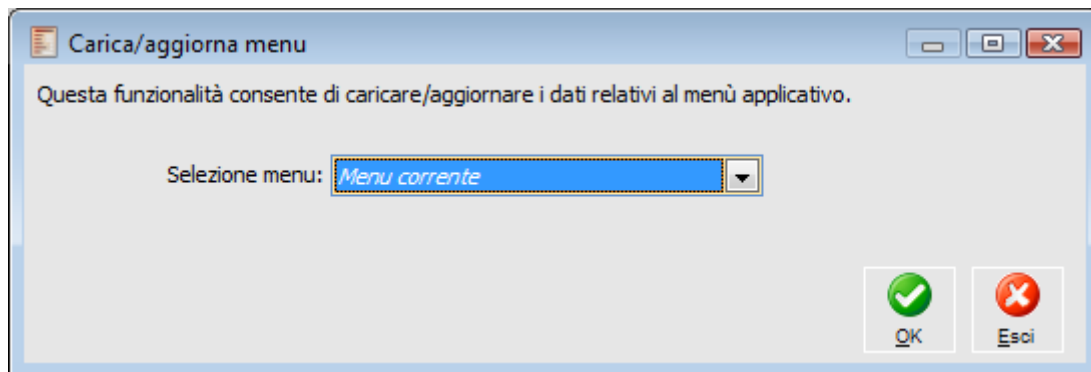 Carica/aggiorna menu
Questa funzionalità consente di caricare/aggiornare i dati relativi al menù applicativo.
Selezione menu: Menu corrente
OK Esci